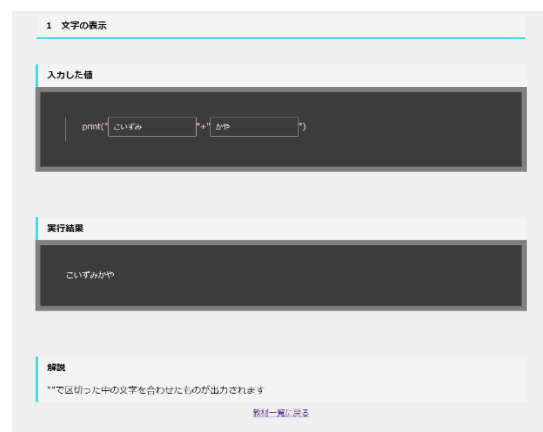 1 文字の表示
入力した値
print("こいずみ"+"かや")
実行結果
こいずみかや
解説
""で区切った中の文字を合わせたものが出力されます
教材一覧に戻る